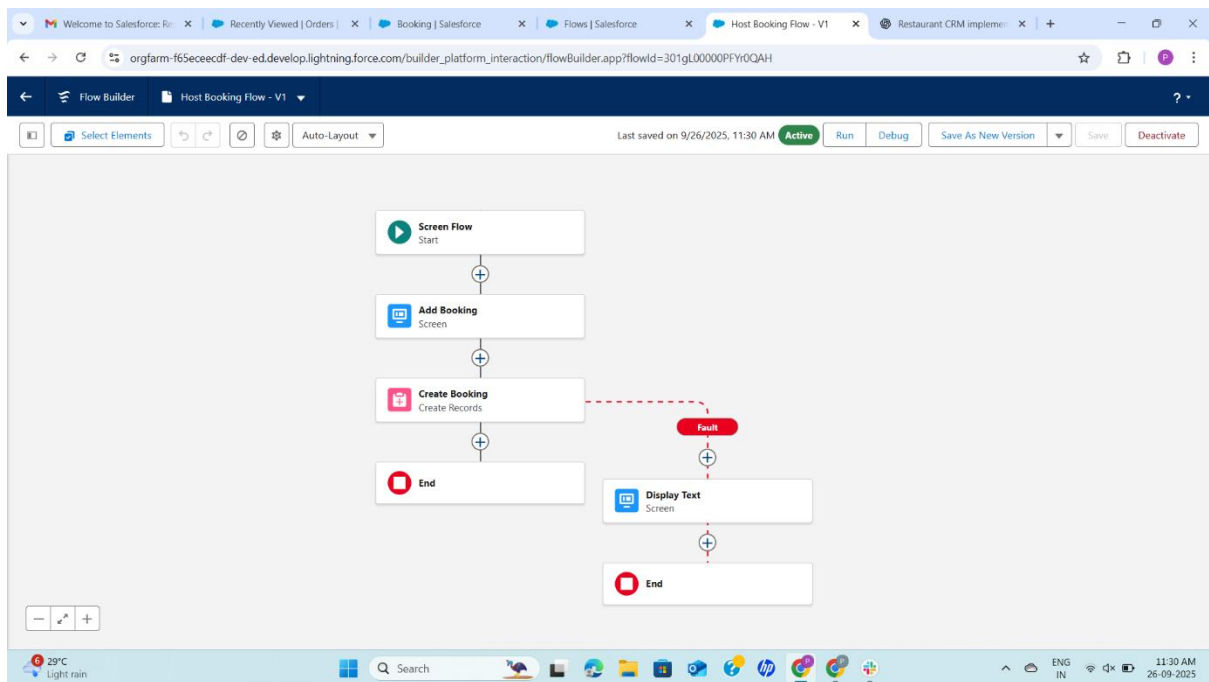 Welcome to Salesforce: Re
Recently Viewed | Orders |
Booking | Salesforce
Flows | Salesforce
Host Booking Flow - V1
Restaurant CRM implemen
orgfarm-f65eceecdf-dev-ed.develop.lightning.force.com/builder_platform_interaction/flowBuilder.app?flowId=301gL00000PFYr0QAH
P
Flow Builder
Host Booking Flow - V1
?
Select Elements
Auto-Layout
Last saved on 9/26/2025, 11:30 AM
Active
Run
Debug
Save As New Version
Save
Deactivate
Screen Flow
Start
Add Booking
Screen
Create Booking
Create Records
Fault
End
Display Text
Screen
End
6
29°C
Light rain
Search
ENG
IN
11:30 AM
26-09-2025